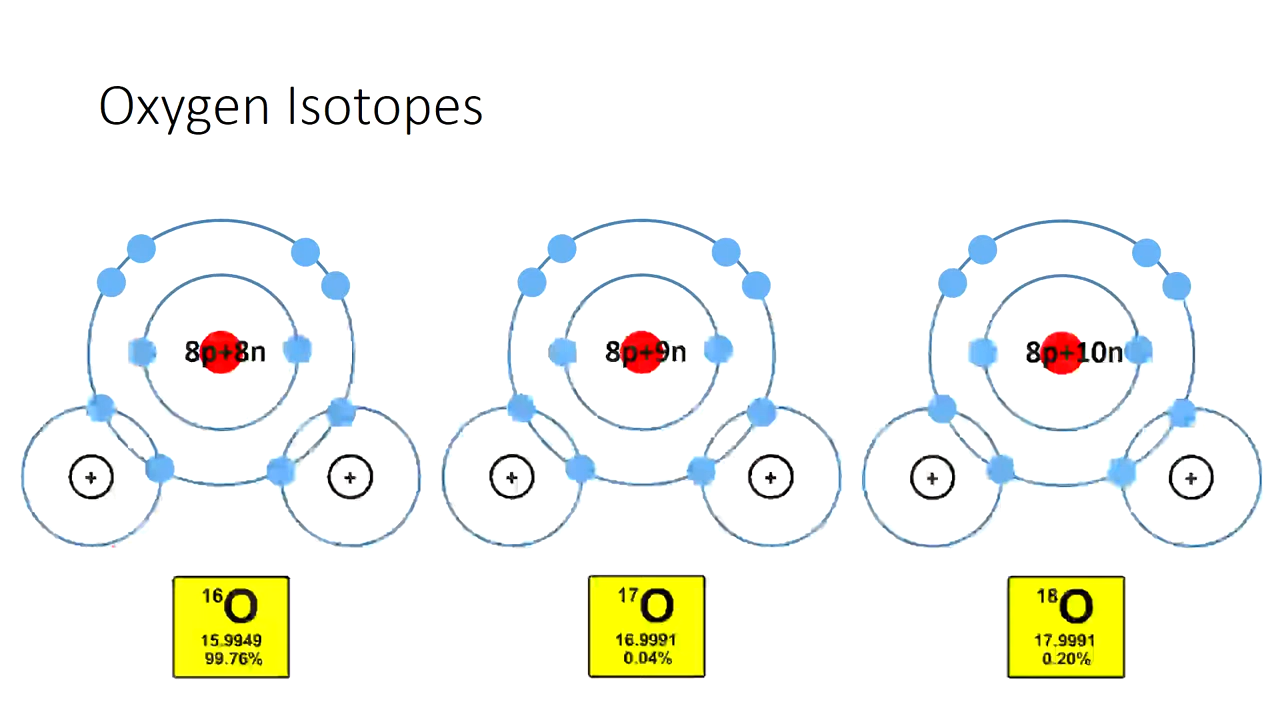 Oxygen Isotopes
8p+8n
8p+9n
8p+10n
+
+
+
+
+
+
16O
15.9949
99.76%
17O
16.9991
0.04%
18O
17.9991
0.20%